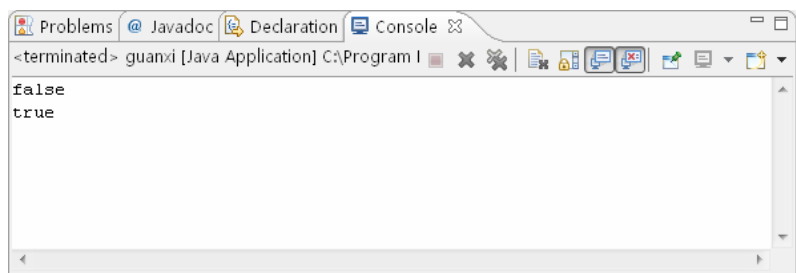 Problems @ Javadoc Declaration Console
<terminated> guanxi [Java Application] C:\Program I
false
true